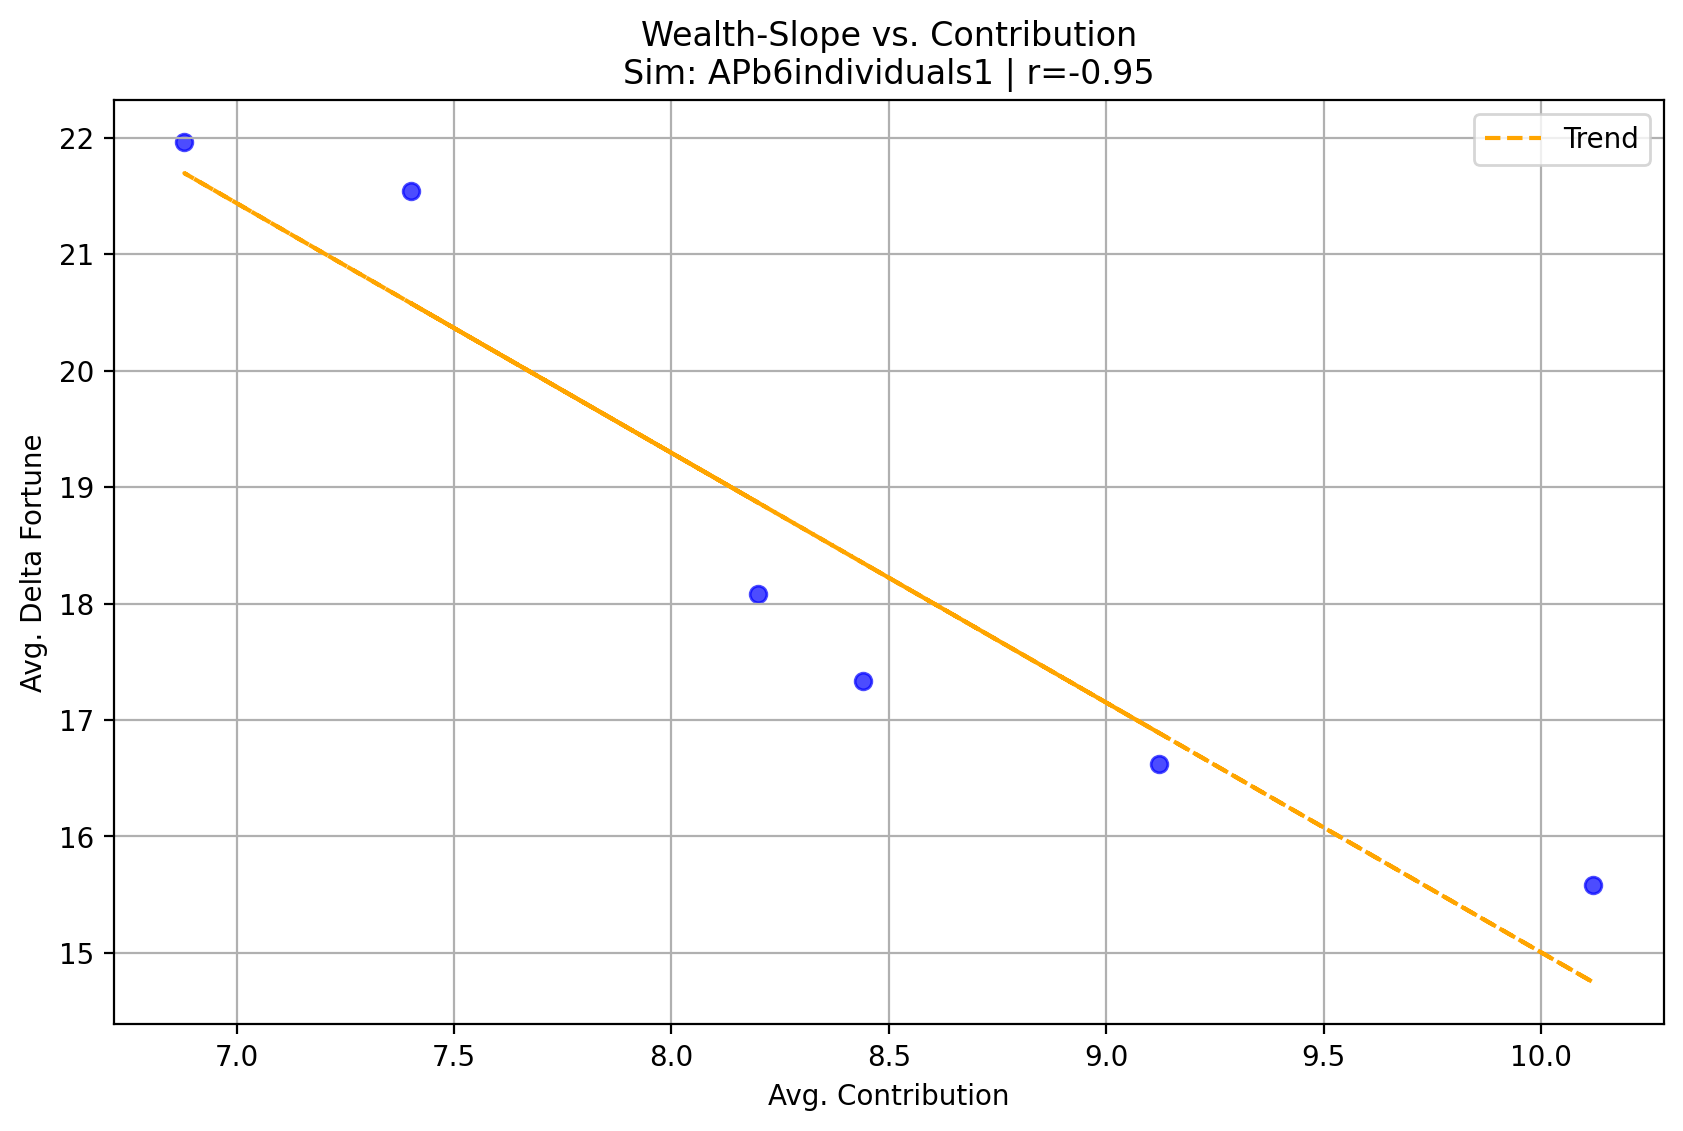 Wealth-Slope vs. Contribution
Sim: APb6individuals1 | r=-0.95
Trend
Avg. Delta Fortune
22
21
20
19
18
17
16
15
7.0 7.5 8.0 8.5 9.0 9.5 10.0
Avg. Contribution